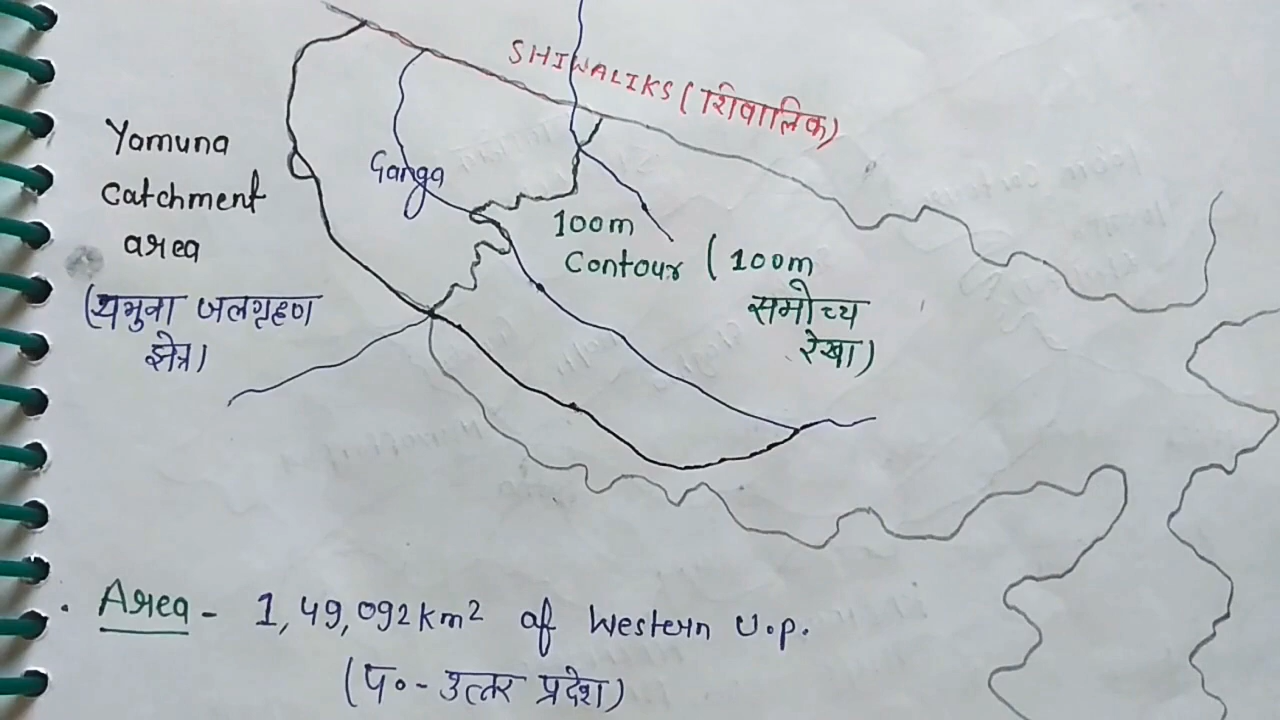 SHIWALIKS (शिवालिक)
Yamuna
Catchment
area
(यमुना जलगृहण
क्षेत्र)
Ganga
100m
Contour (100m
समोच्य
रेखा)
. Area - 1,49,092 km² of Western U.p.
(प०- उत्तर प्रदेश)